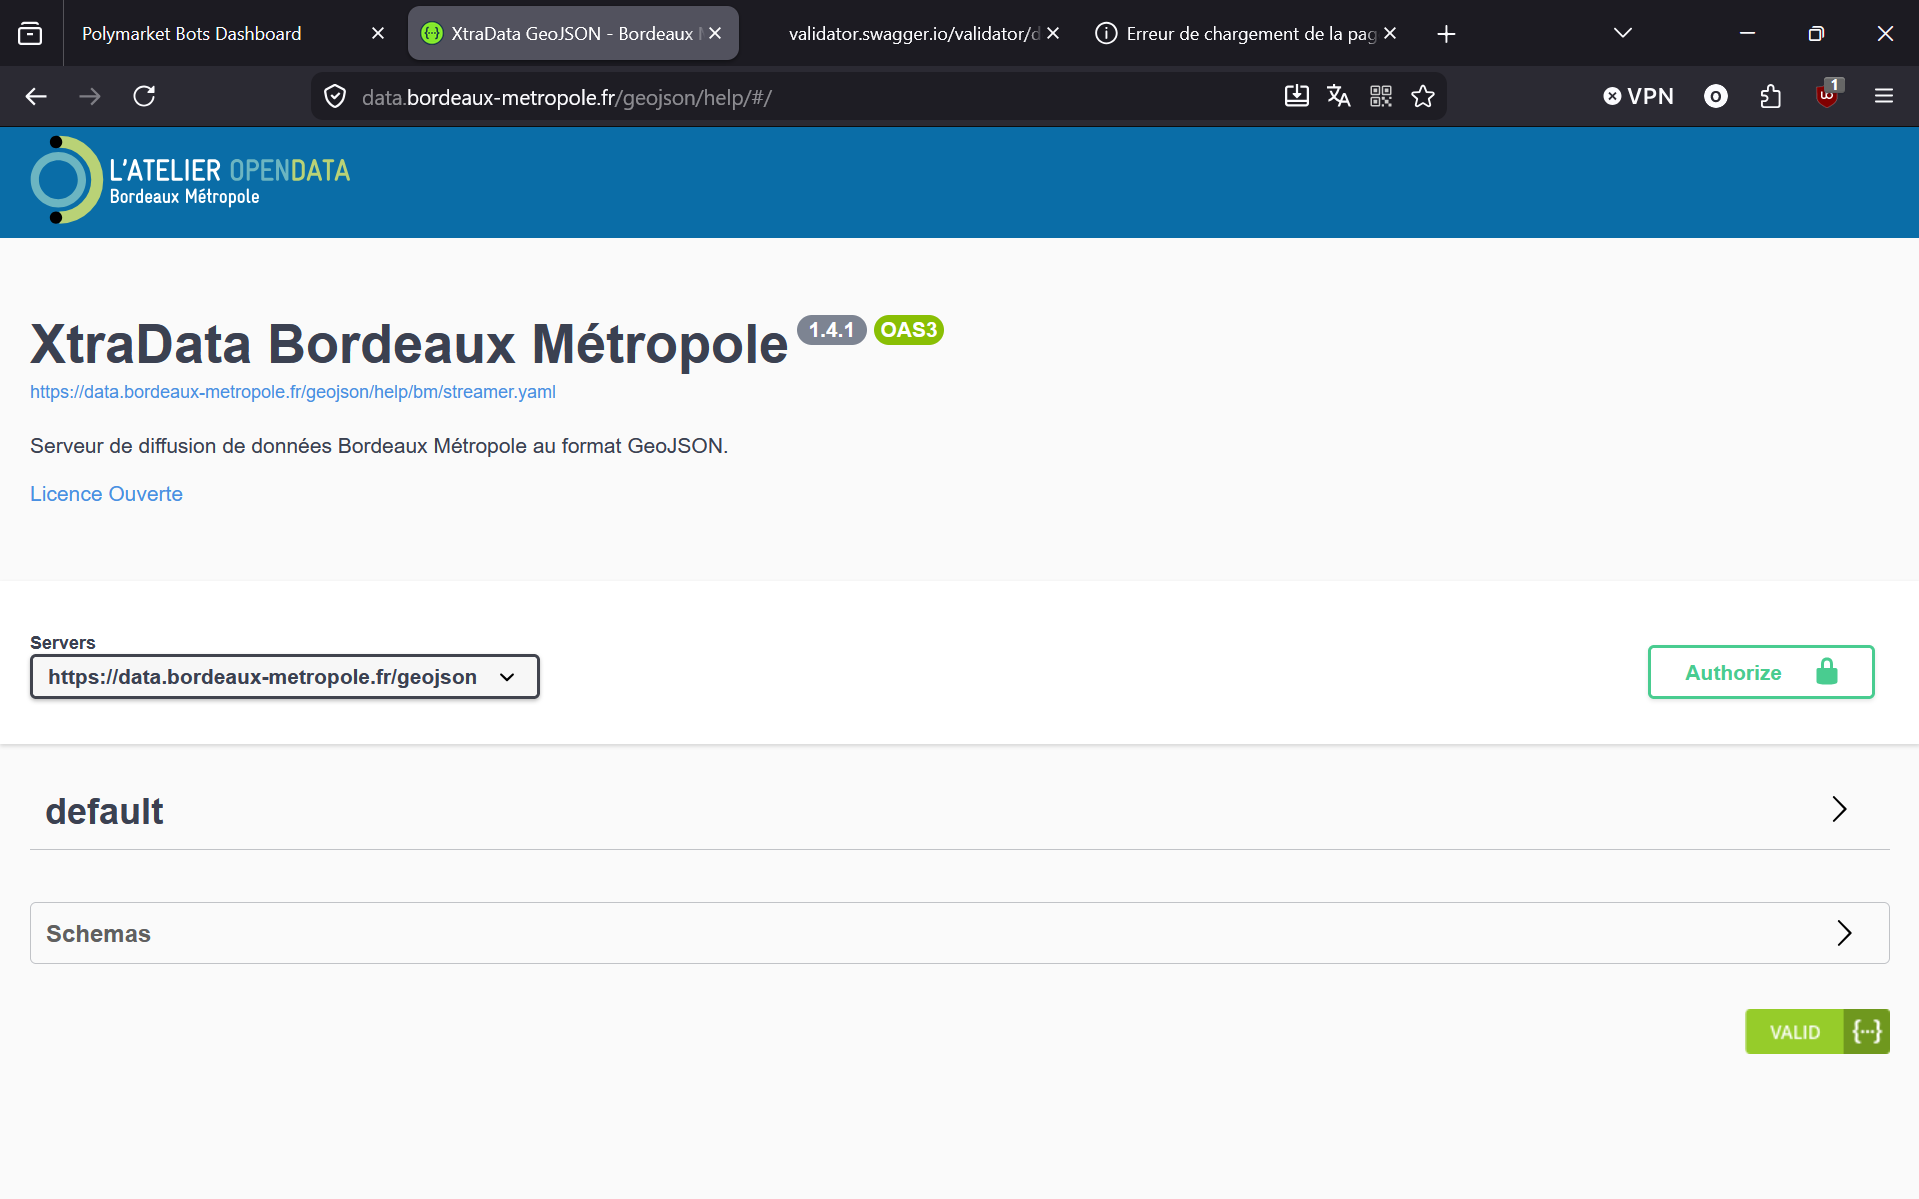 Polymarket Bots Dashboard
XtraData GeoJSON - Bordeaux
validator.swagger.io/validator/d
Erreur de chargement de la pag
data.bordeaux-metropole.fr/geojson/help/#/
VPN
1
L'ATELIER OPENDATA
Bordeaux Métropole
XtraData Bordeaux Métropole
1.4.1
OAS3
https://data.bordeaux-metropole.fr/geojson/help/bm/streamer.yaml
Serveur de diffusion de données Bordeaux Métropole au format GeoJSON.
Licence Ouverte
Servers
https://data.bordeaux-metropole.fr/geojson
Authorize
default
Schemas
VALID {...}